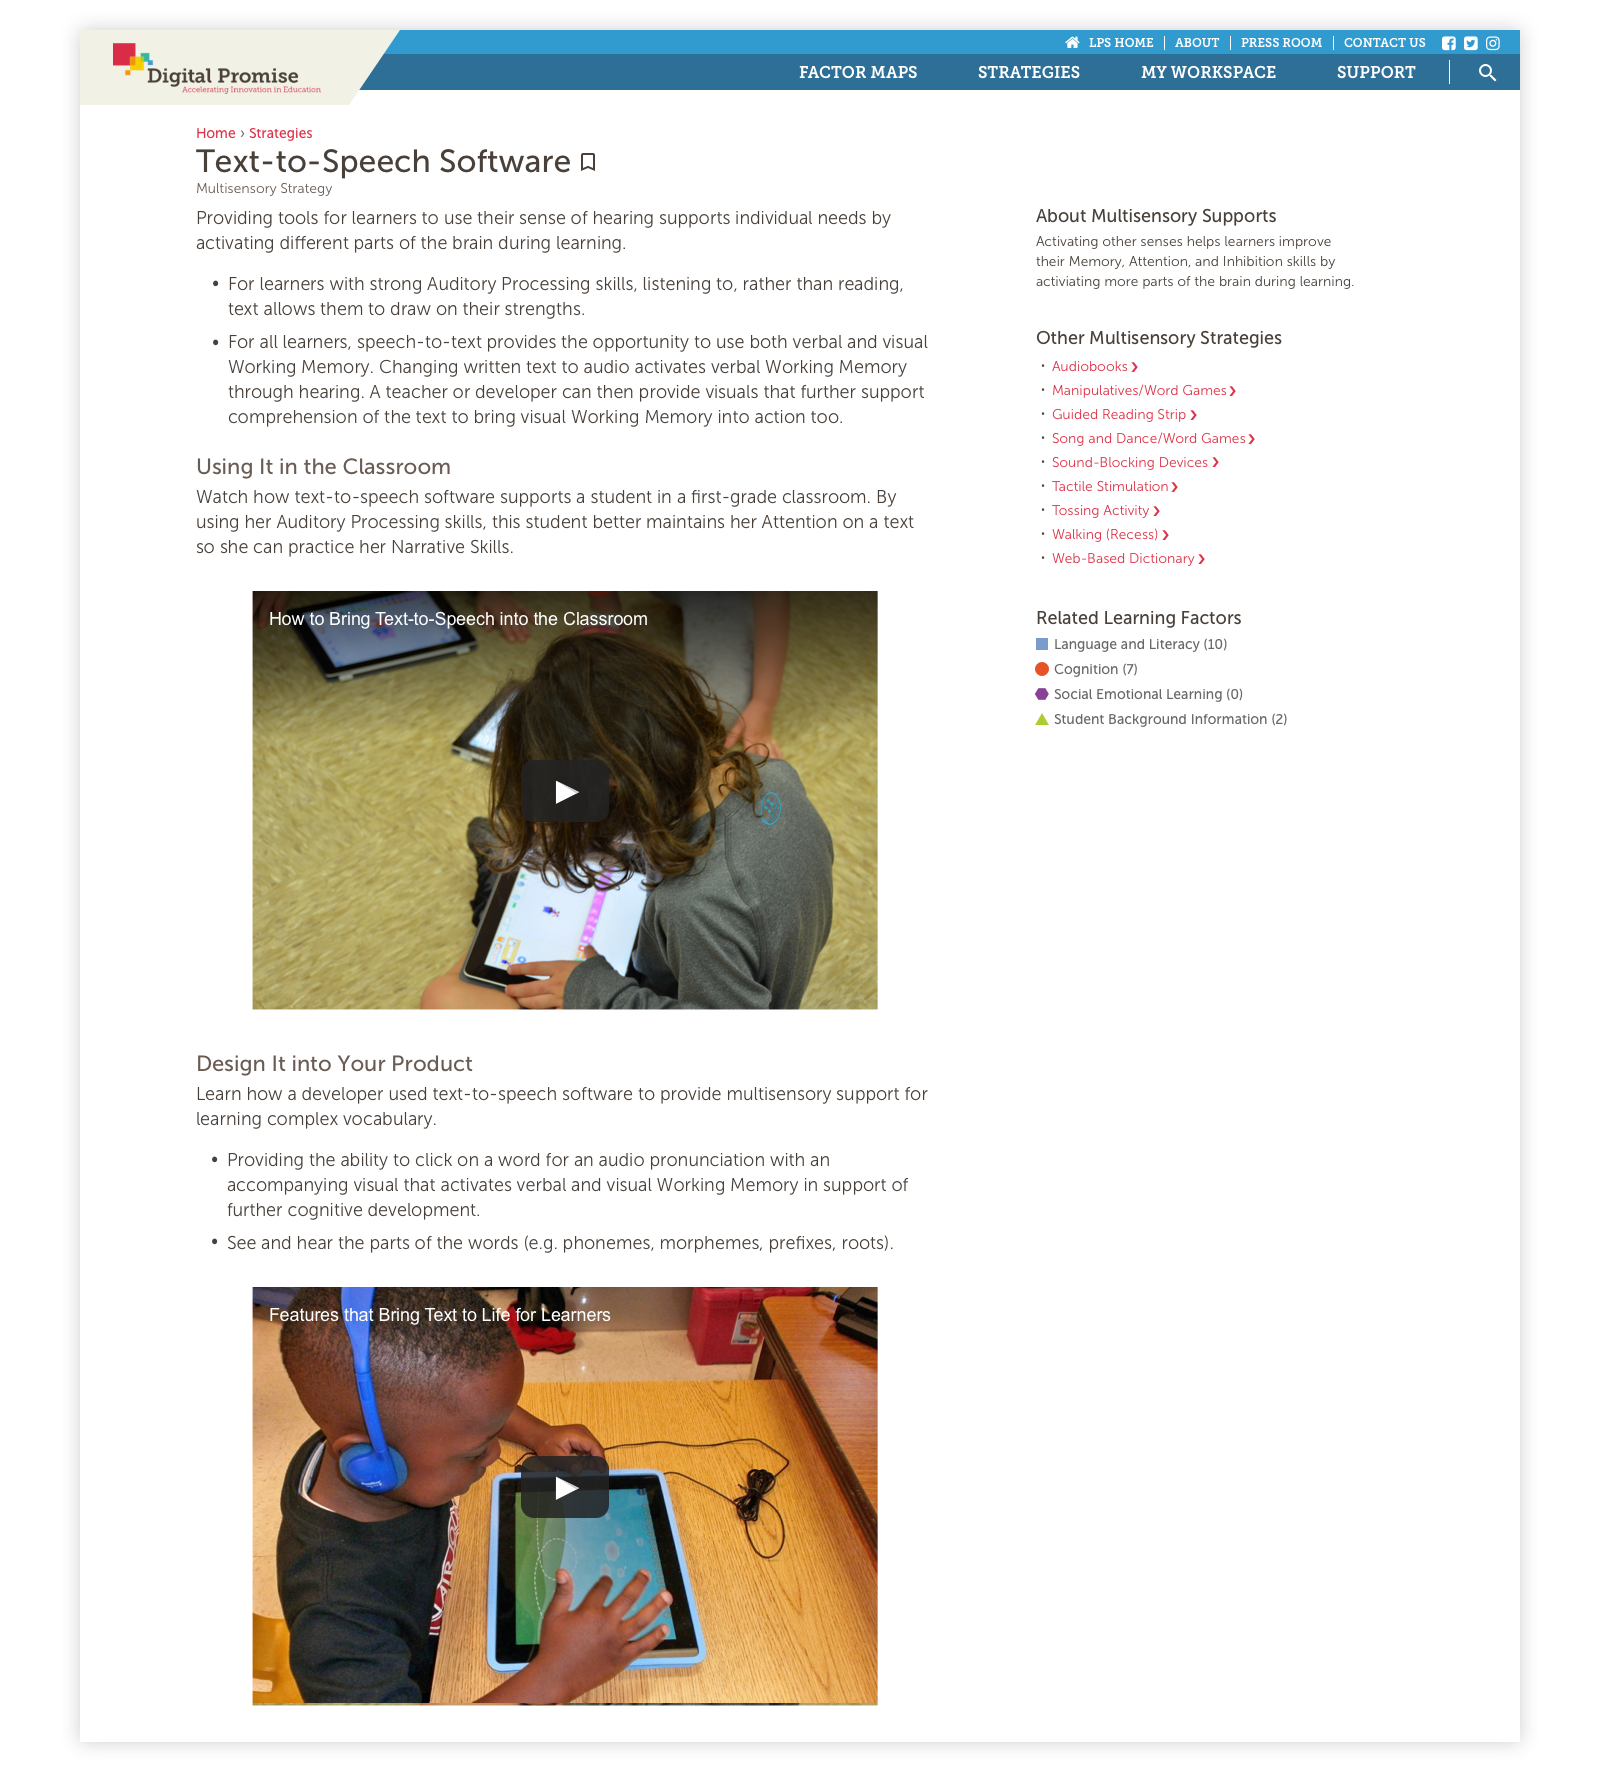 Digital Promise
Accelerating Innovation in Education
LPS HOME
ABOUT
PRESS ROOM
CONTACT US
FACTOR MAPS
STRATEGIES
MY WORKSPACE
SUPPORT
Home › Strategies
Text-to-Speech Software
Multisensory Strategy
Providing tools for learners to use their sense of hearing supports individual needs by
activating different parts of the brain during learning.
• For learners with strong Auditory Processing skills, listening to, rather than reading,
text allows them to draw on their strengths.
• For all learners, speech-to-text provides the opportunity to use both verbal and visual
Working Memory. Changing written text to audio activates verbal Working Memory
through hearing. A teacher or developer can then provide visuals that further support
comprehension of the text to bring visual Working Memory into action too.
Using It in the Classroom
Watch how text-to-speech software supports a student in a first-grade classroom. By
using her Auditory Processing skills, this student better maintains her Attention on a text
so she can practice her Narrative Skills.
How to Bring Text-to-Speech into the Classroom
Design It into Your Product
Learn how a developer used text-to-speech software to provide multisensory support for
learning complex vocabulary.
• Providing the ability to click on a word for an audio pronunciation with an
accompanying visual that activates verbal and visual Working Memory in support of
further cognitive development.
• See and hear the parts of the words (e.g. phonemes, morphemes, prefixes, roots).
Features that Bring Text to Life for Learners
About Multisensory Supports
Activating other senses helps learners improve
their Memory, Attention, and Inhibition skills by
activiating more parts of the brain during learning.
Other Multisensory Strategies
• Audiobooks ❯
• Manipulatives/Word Games ❯
• Guided Reading Strip ❯
• Song and Dance/Word Games ❯
• Sound-Blocking Devices ❯
• Tactile Stimulation ❯
• Tossing Activity ❯
• Walking (Recess) ❯
• Web-Based Dictionary ❯
Related Learning Factors
Language and Literacy (10)
Cognition (7)
Social Emotional Learning (0)
Student Background Information (2)